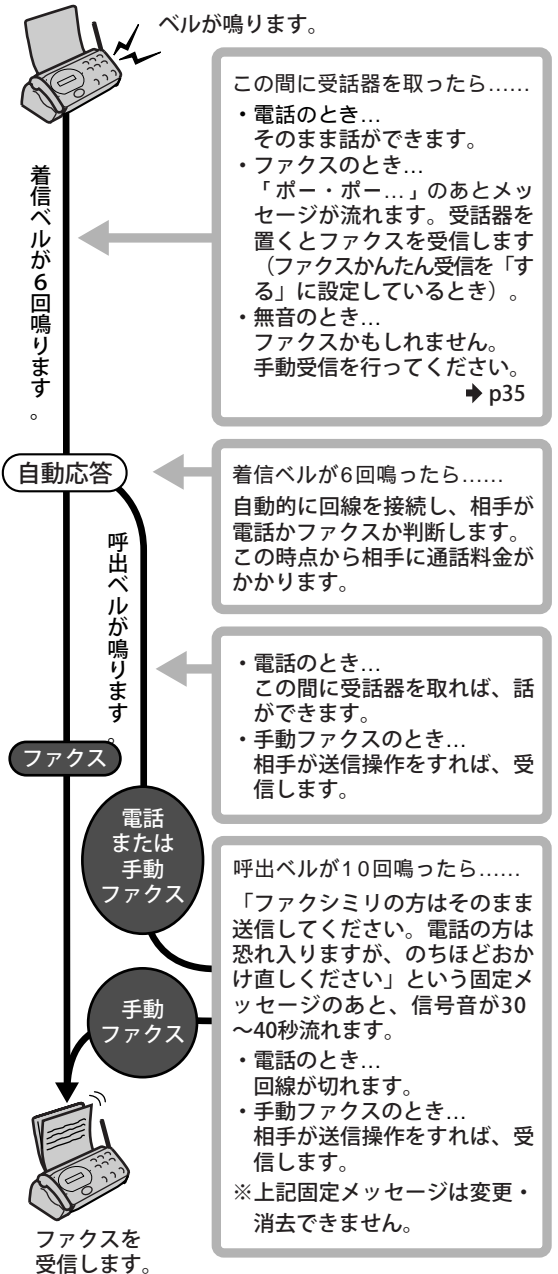 ベルが鳴ります。
この間に受話器を取ったら……
・電話のとき…
そのまま話ができます。
・ファクスのとき…
「ポー・ポー…」のあとメッ
セージが流れます。受話器を
置くとファクスを受信します
（ファクスかんたん受信を「す
る」に設定しているとき）。
・無音のとき…
ファクスかもしれません。
手動受信を行ってください。
➔ p35
着信ベルが6回鳴ります。
自動応答
着信ベルが6回鳴ったら……
自動的に回線を接続し、相手が
電話かファクスか判断します。
この時点から相手に通話料金が
かかります。
呼出ベルが鳴ります。
・電話のとき…
この間に受話器を取れば、話
ができます。
・手動ファクスのとき…
相手が送信操作をすれば、受
信します。
ファクス
電話
または
手動
ファクス
呼出ベルが10回鳴ったら……
「ファクシミリの方はそのまま
送信してください。電話の方は
恐れ入りますが、のちほどおか
け直しください」という固定メ
ッセージのあと、信号音が30
～40秒流れます。
・電話のとき…
回線が切れます。
・手動ファクスのとき…
相手が送信操作をすれば、受
信します。
※上記固定メッセージは変更・
消去できません。
手動
ファクス
ファクスを
受信します。